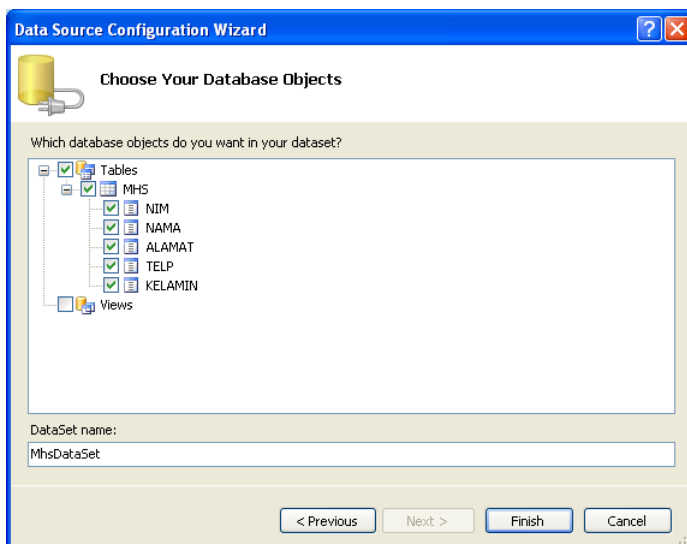 Data Source Configuration Wizard
Choose Your Database Objects
Which database objects do you want in your dataset?
Tables
MHS
NIM
NAMA
ALAMAT
TELP
KELAMIN
Views
DataSet name:
MhsDataSet
< Previous Next > Finish Cancel